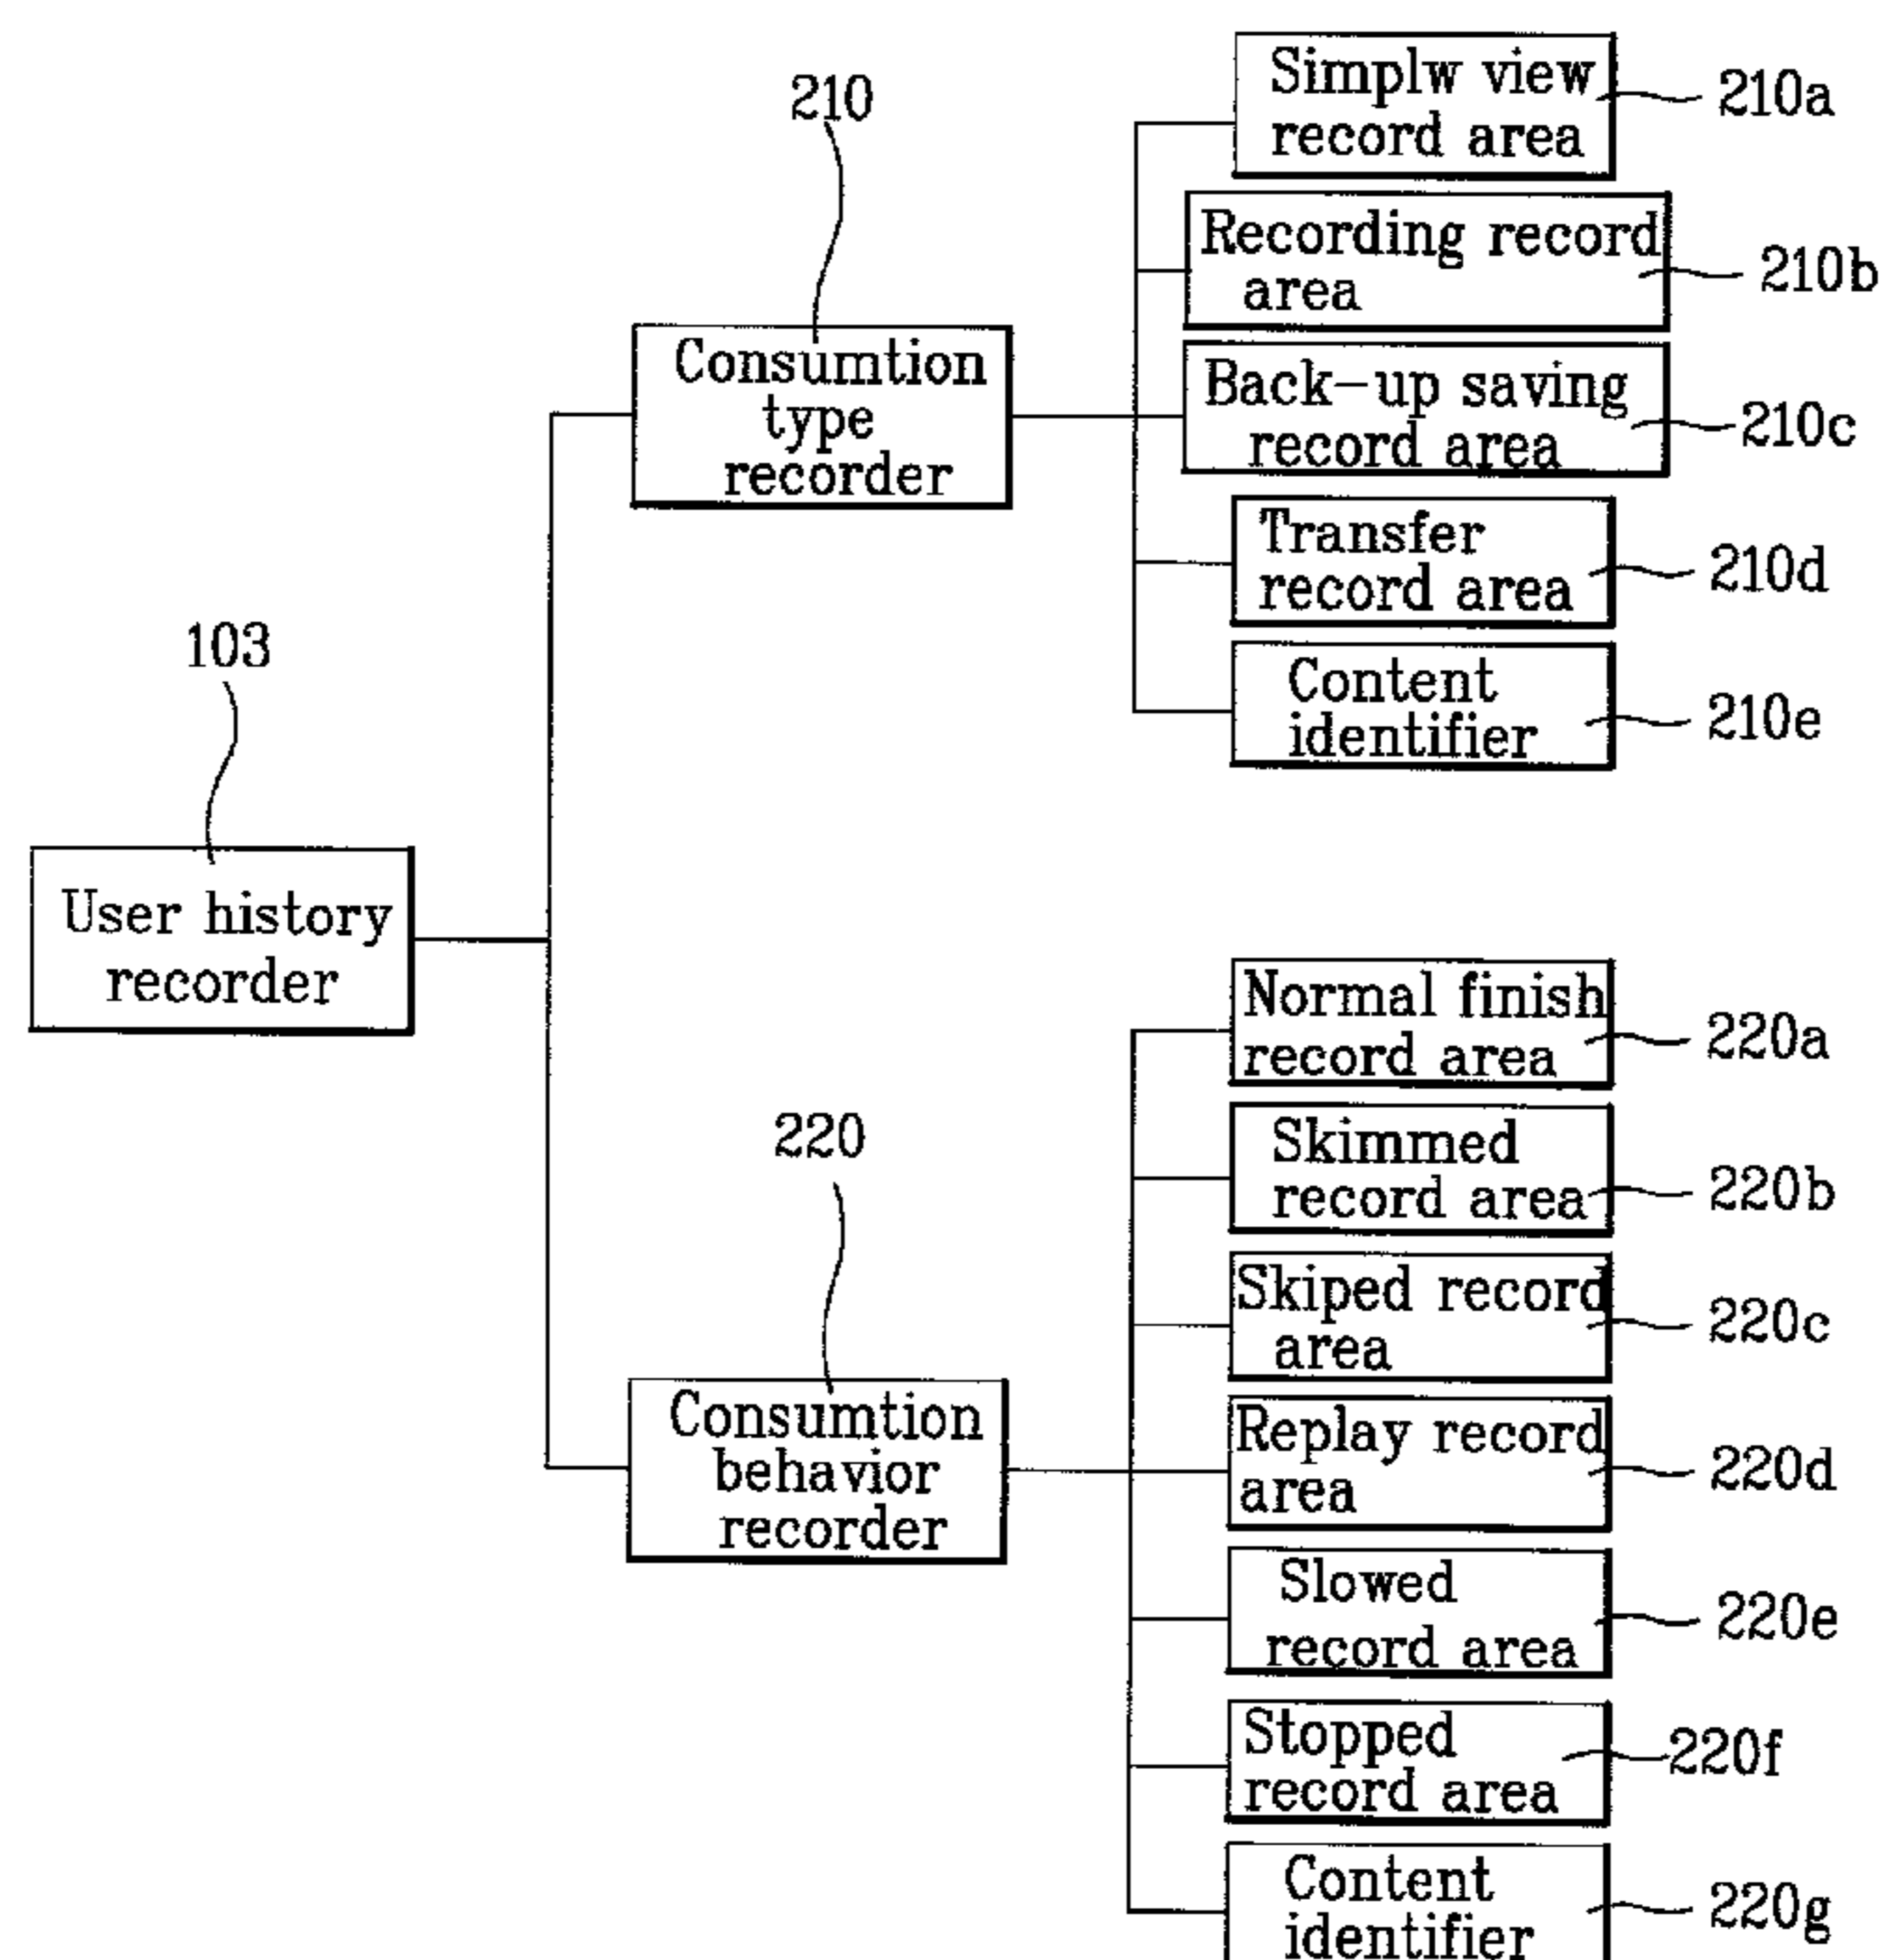 103
User history
recorder
210
Consumtion
type
recorder
Simplw view
record area
210a
Recording record
area
210b
Back-up saving
record area
210c
Transfer
record area
210d
Content
identifier
210e
220
Consumtion
behavior
recorder
Normal finish
record area
220a
Skimmed
record area
220b
Skiped record
area
220c
Replay record
area
220d
Slowed
record area
220e
Stopped
record area
220f
Content
identifier
220g